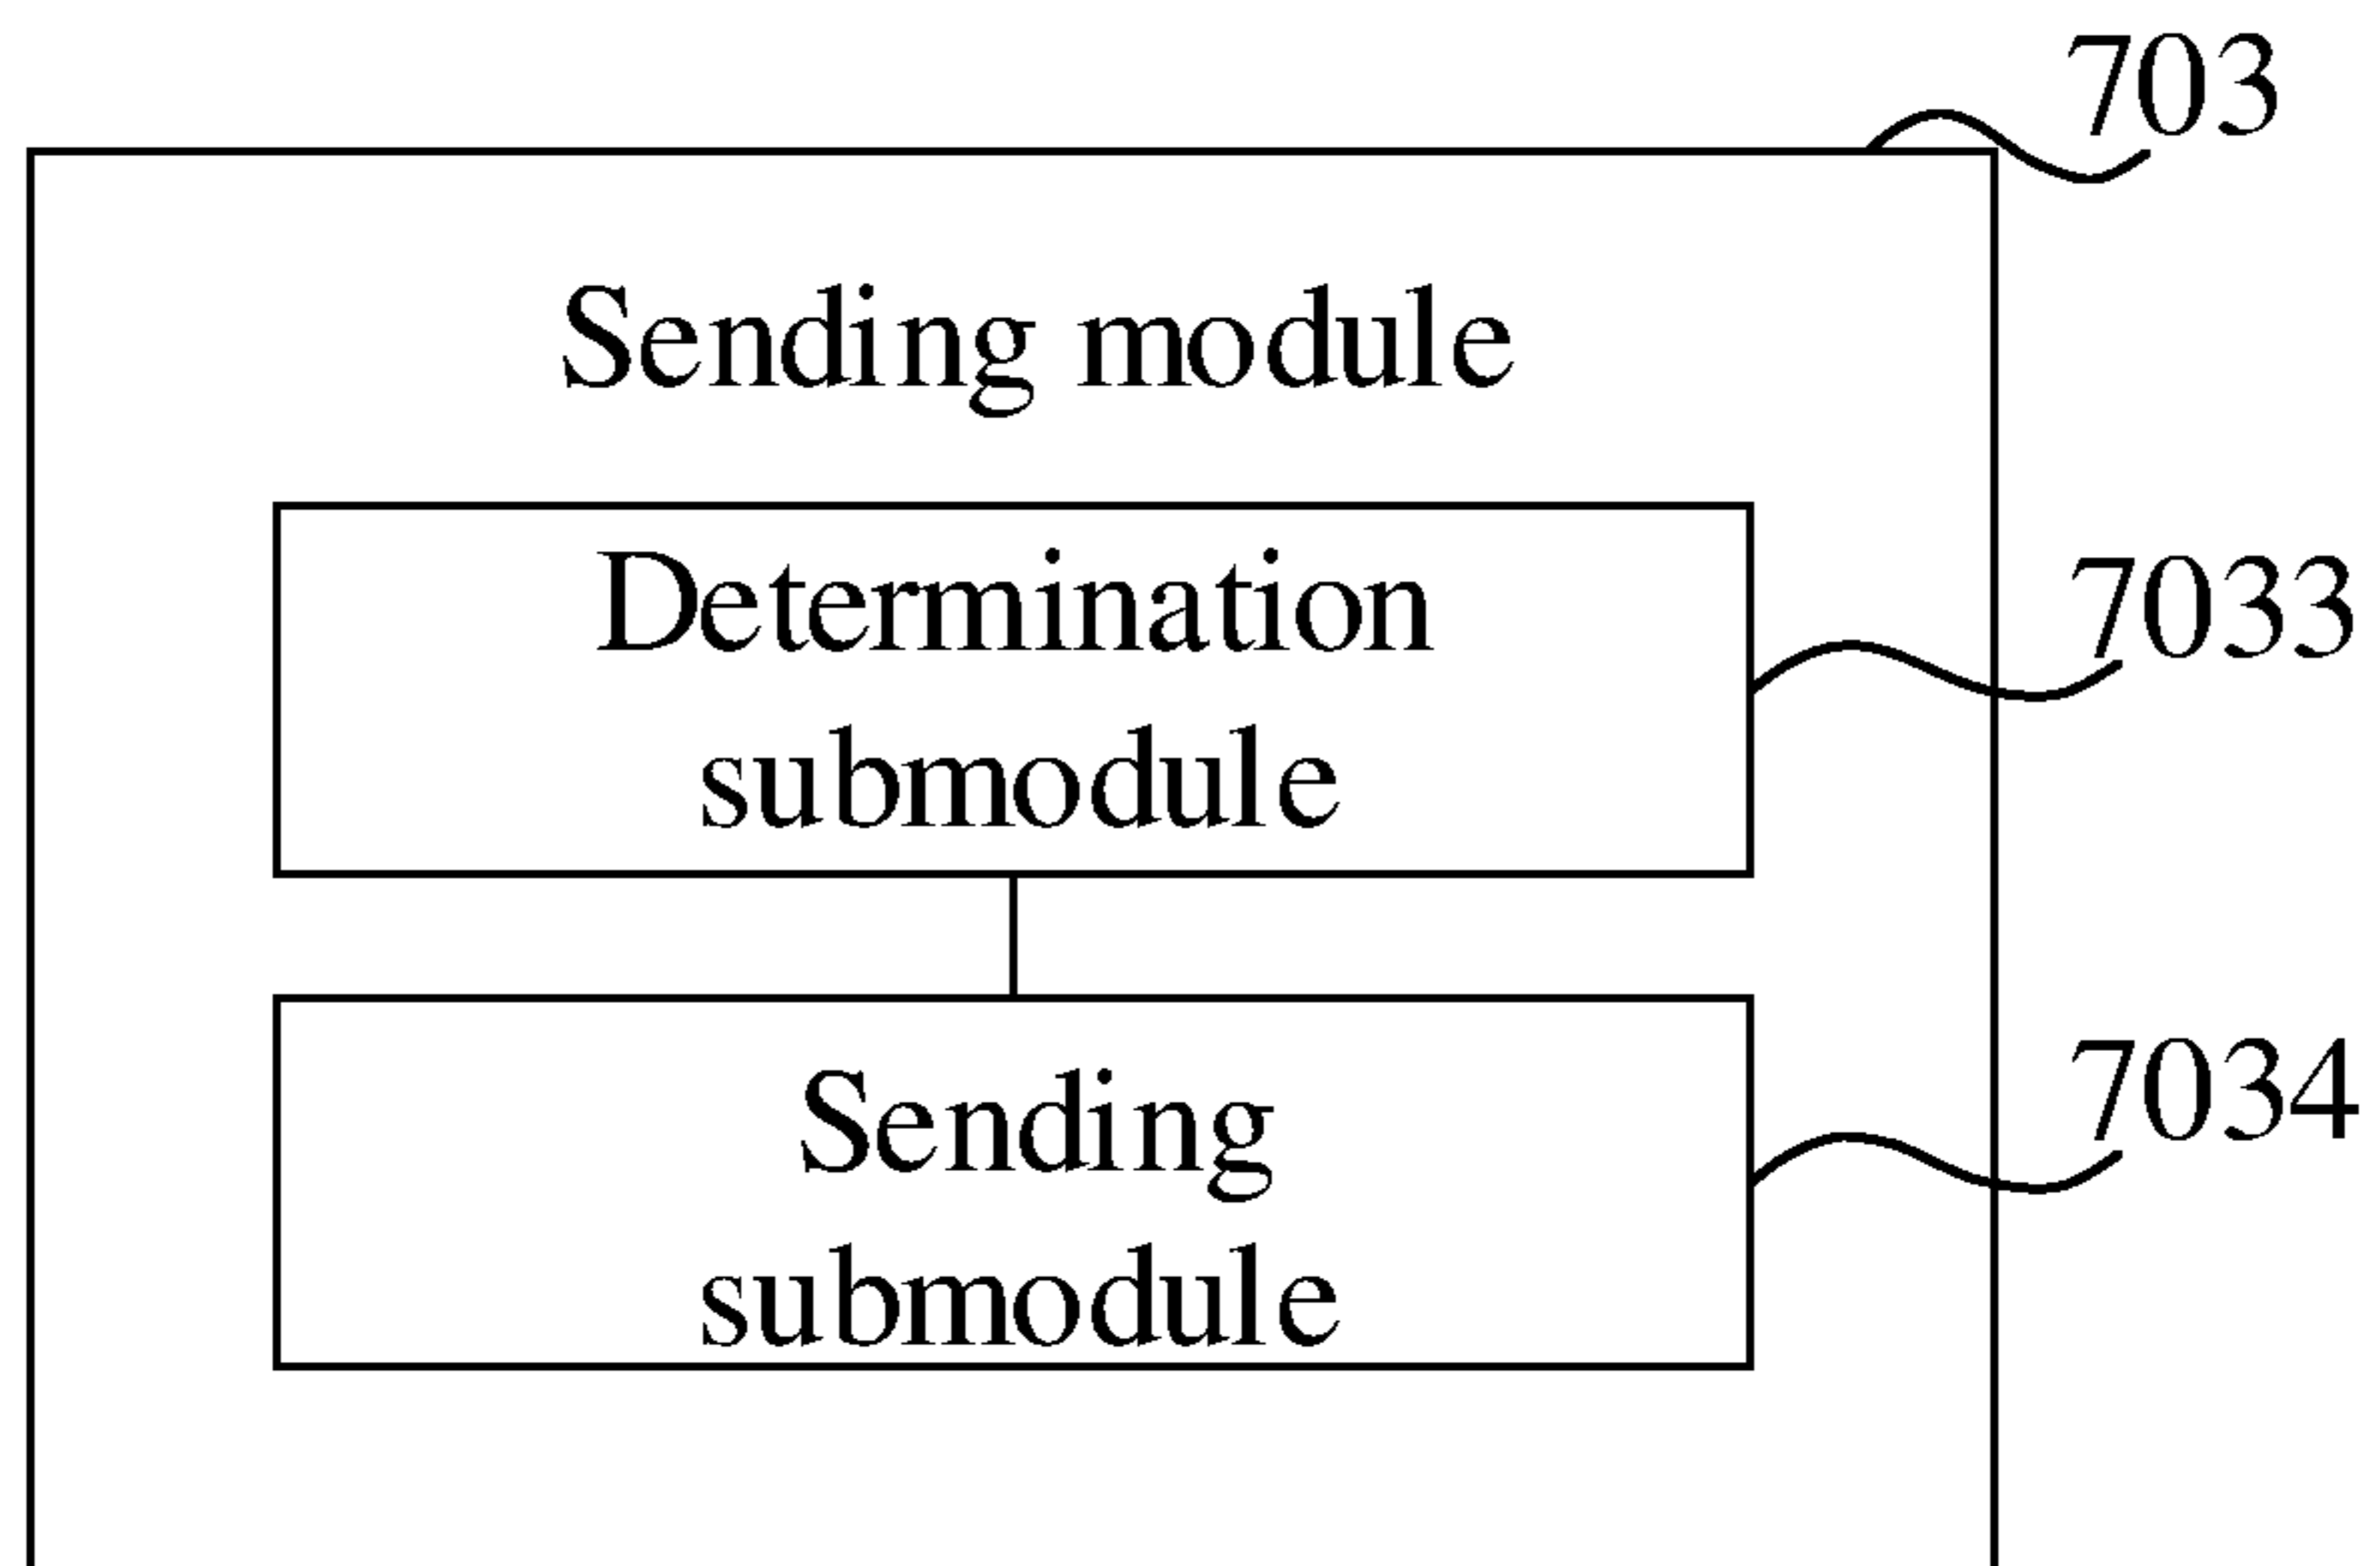 703
Sending module
Determination
submodule
7033
Sending
submodule
7034